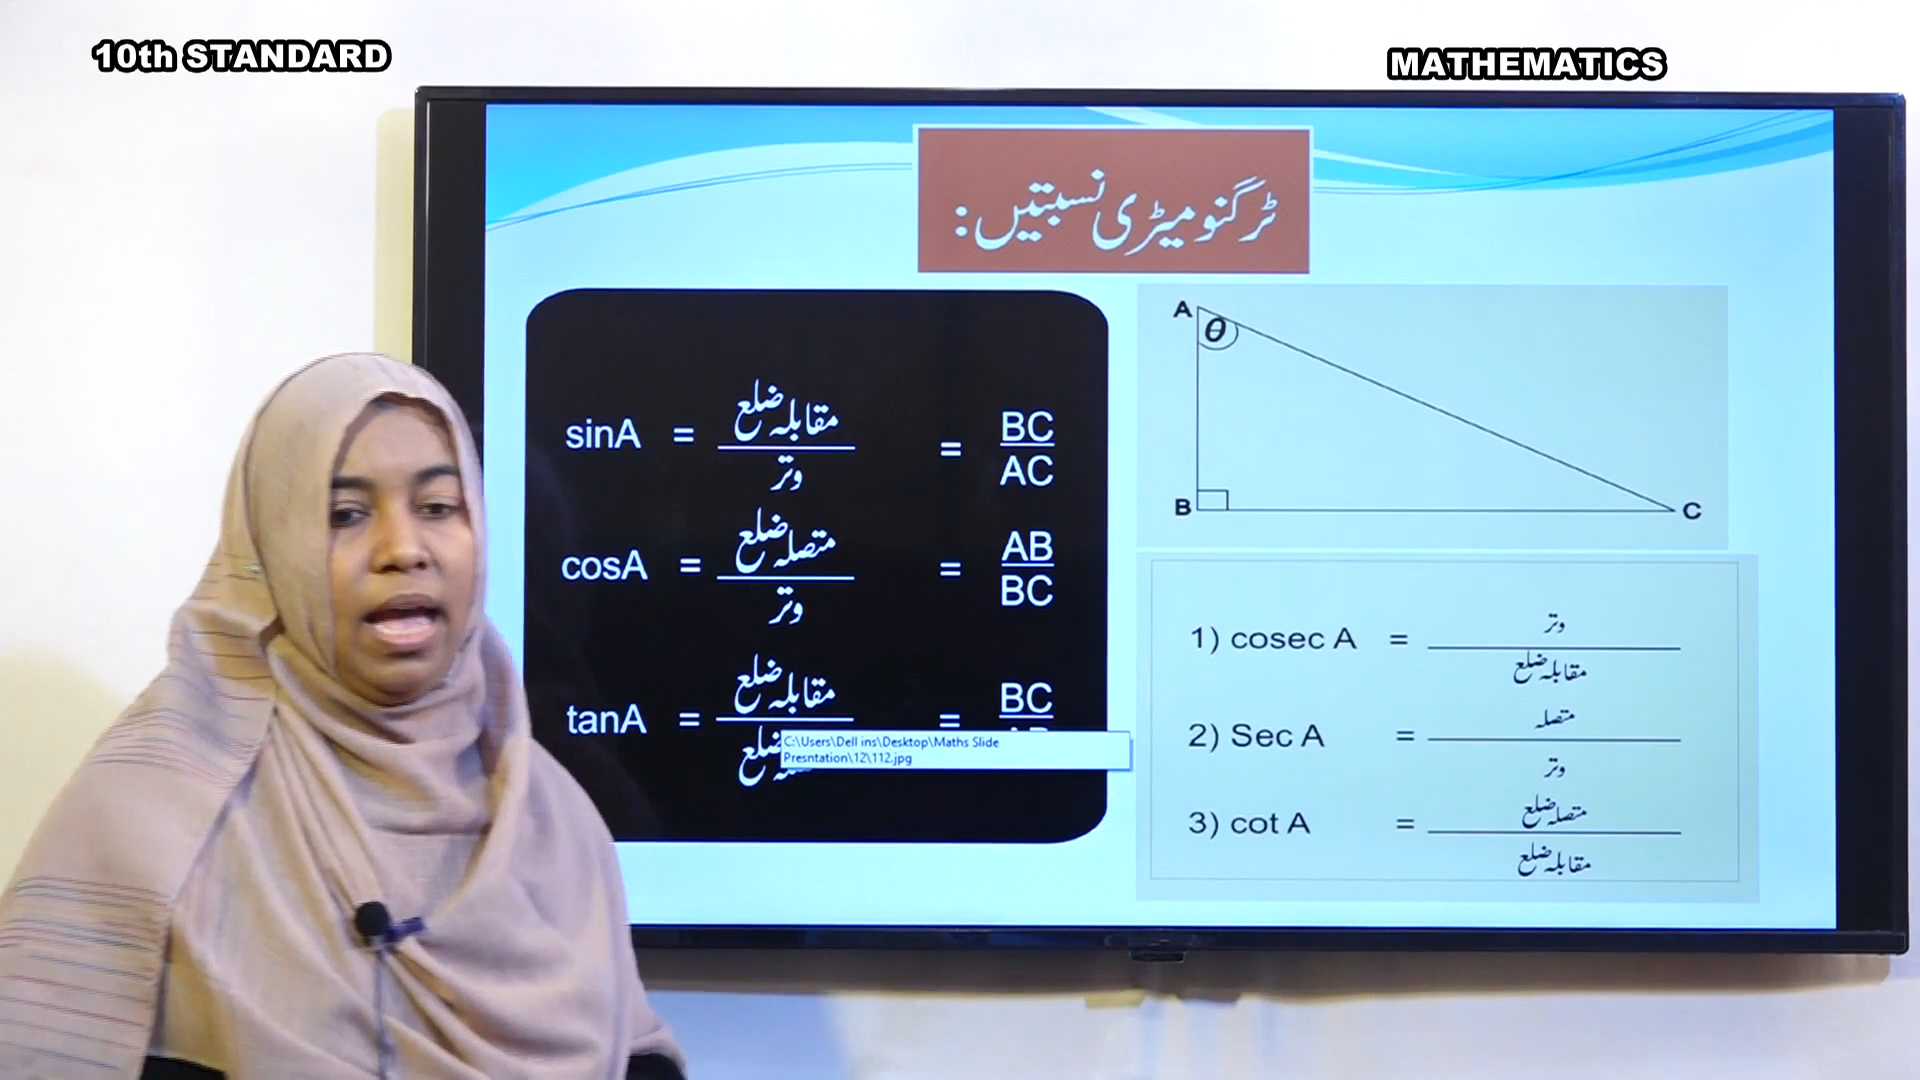 10th STANDARD
MATHEMATICS
ٹرگنومیڑی نسبتیں:
sinA = مقابلہ ضلع / وتر = BC / AC
cosA = متصلہ ضلع / وتر = AB / BC
tanA = مقابلہ ضلع / ضلع = BC
C:\Users\Dell ins\Desktop\Maths Slide
Presntation\12\112.jpg
A
θ
B
C
1) cosec A = وتر / مقابلہ ضلع
2) Sec A = متصلہ / وتر
3) cot A = متصلہ ضلع / مقابلہ ضلع